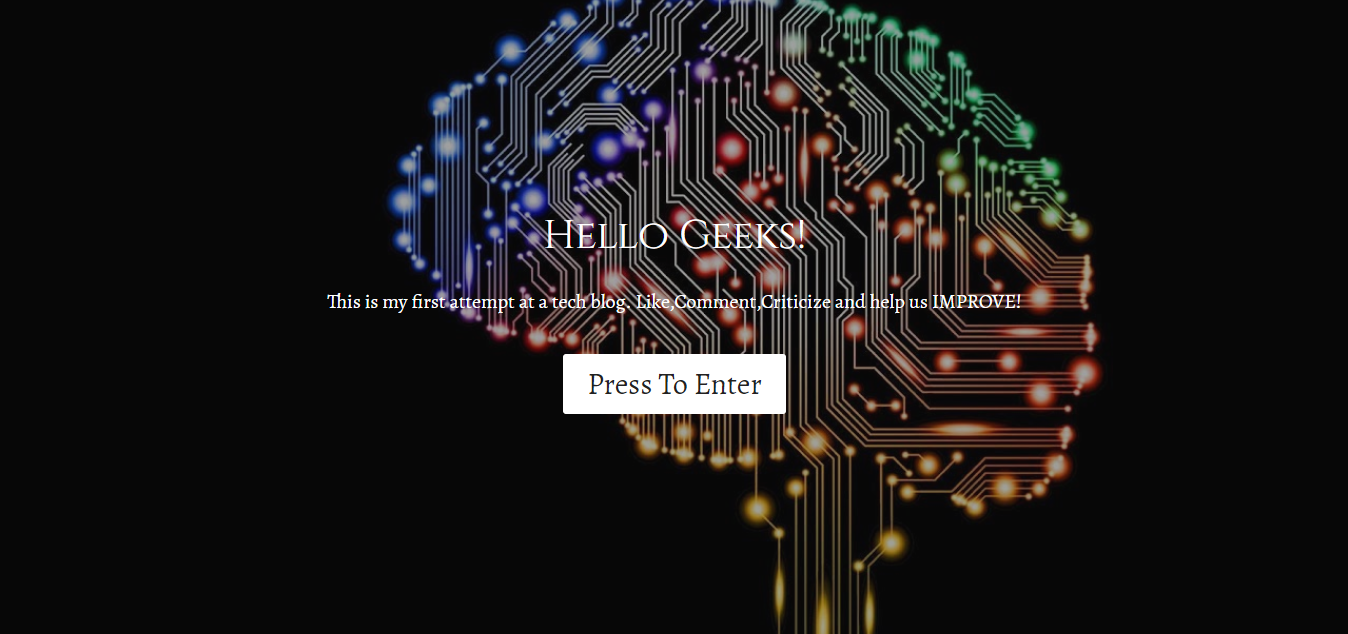 Hello Geeks!
This is my first attempt at a tech blog. Like,Comment,Criticize and help us IMPROVE!
Press To Enter